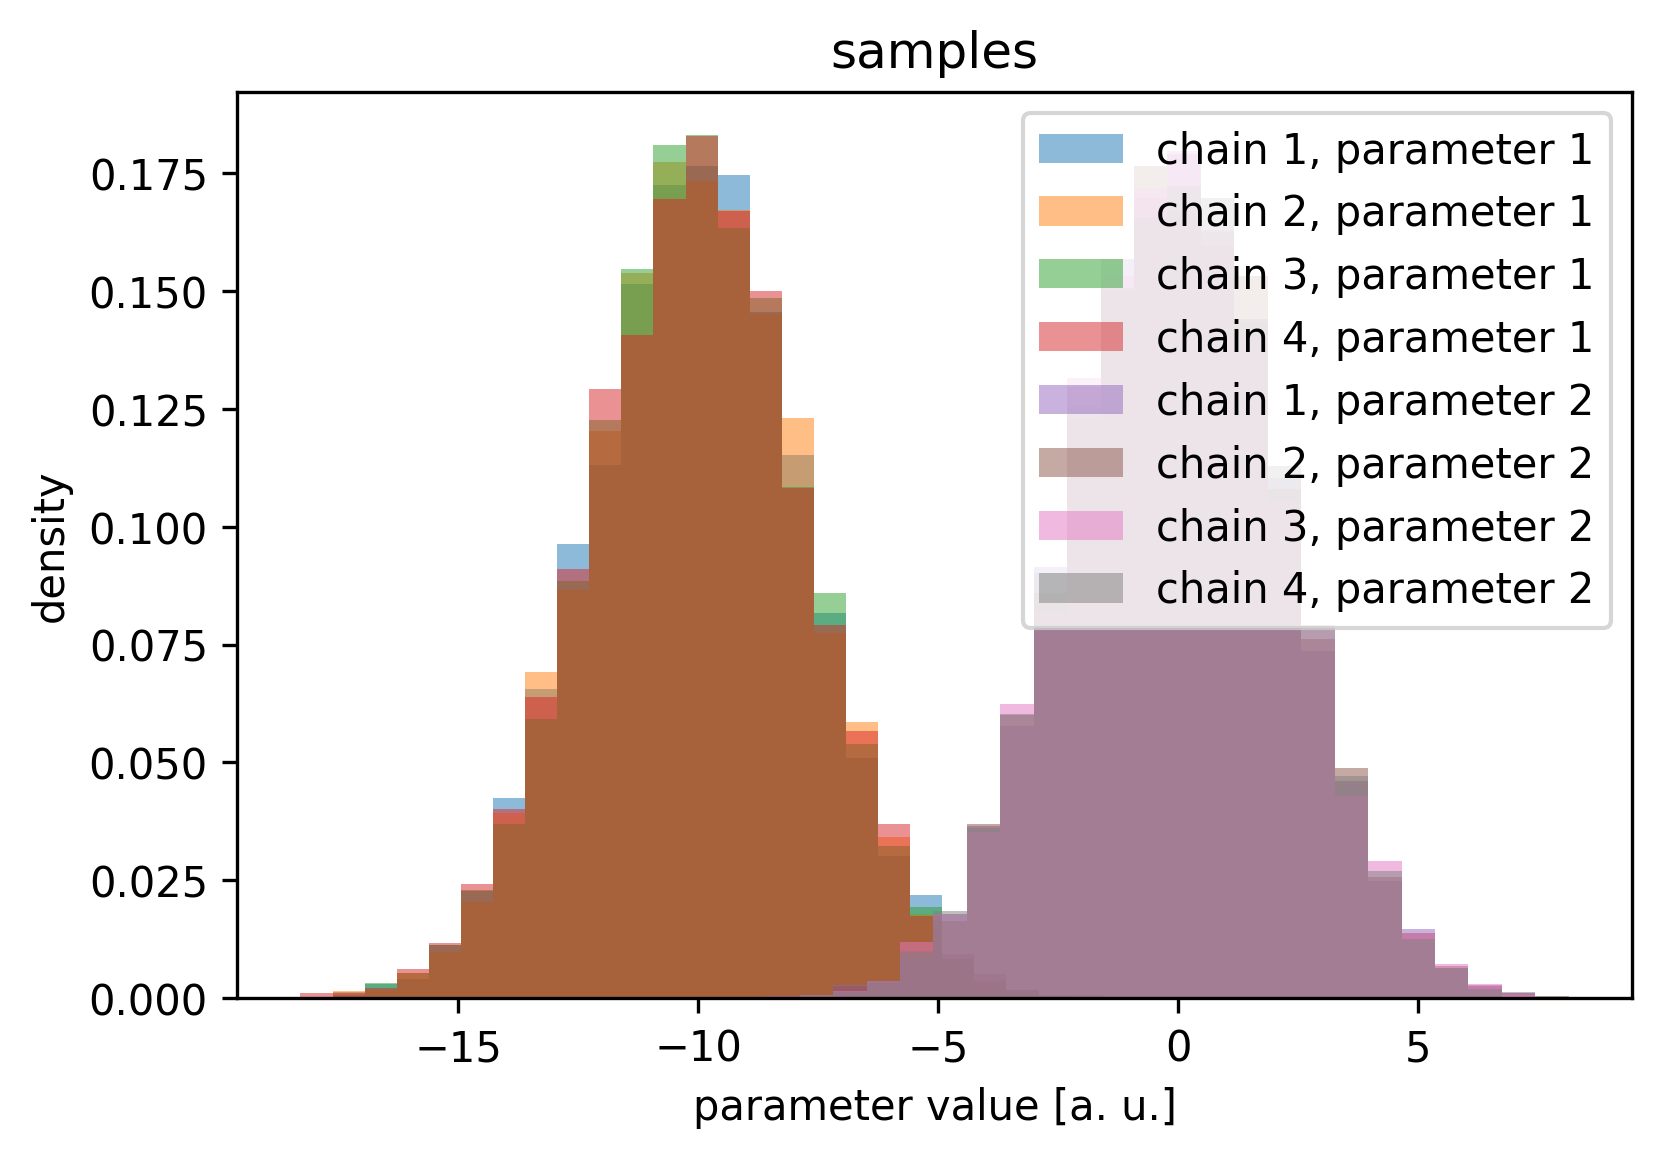 samples
density
0.175
0.150
0.125
0.100
0.075
0.050
0.025
0.000
chain 1, parameter 1
chain 2, parameter 1
chain 3, parameter 1
chain 4, parameter 1
chain 1, parameter 2
chain 2, parameter 2
chain 3, parameter 2
chain 4, parameter 2
−15 −10 −5 0 5
parameter value [a. u.]